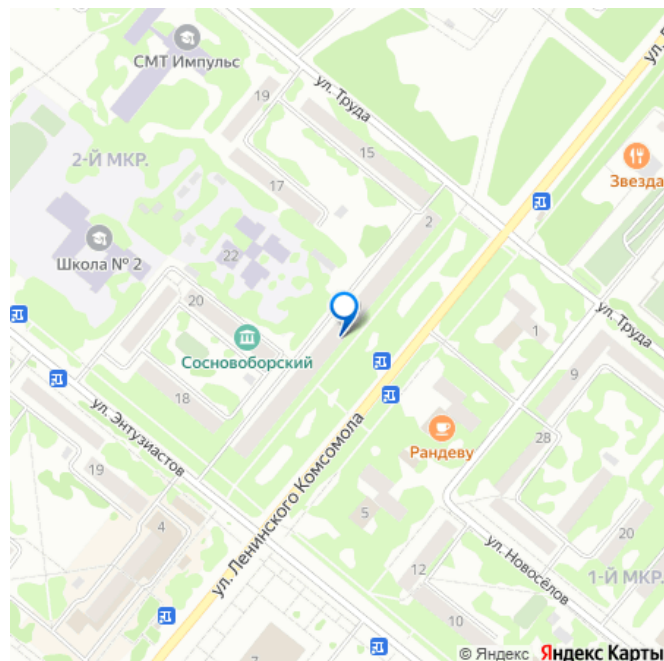 СМТ Импульс
ул. Труда
19
15
2-Й МКР.
Звезда
17
2
Школа № 2
22
20
ул. Труда
1
Сосновоборский
9
18
ул. Энтузиастов
ул. Ленинского Комсомола
Рандеву
28
19
4
5
20
ул. Новосёлов
12
1-Й МКР.
10
© Яндекс Яндекс Карты